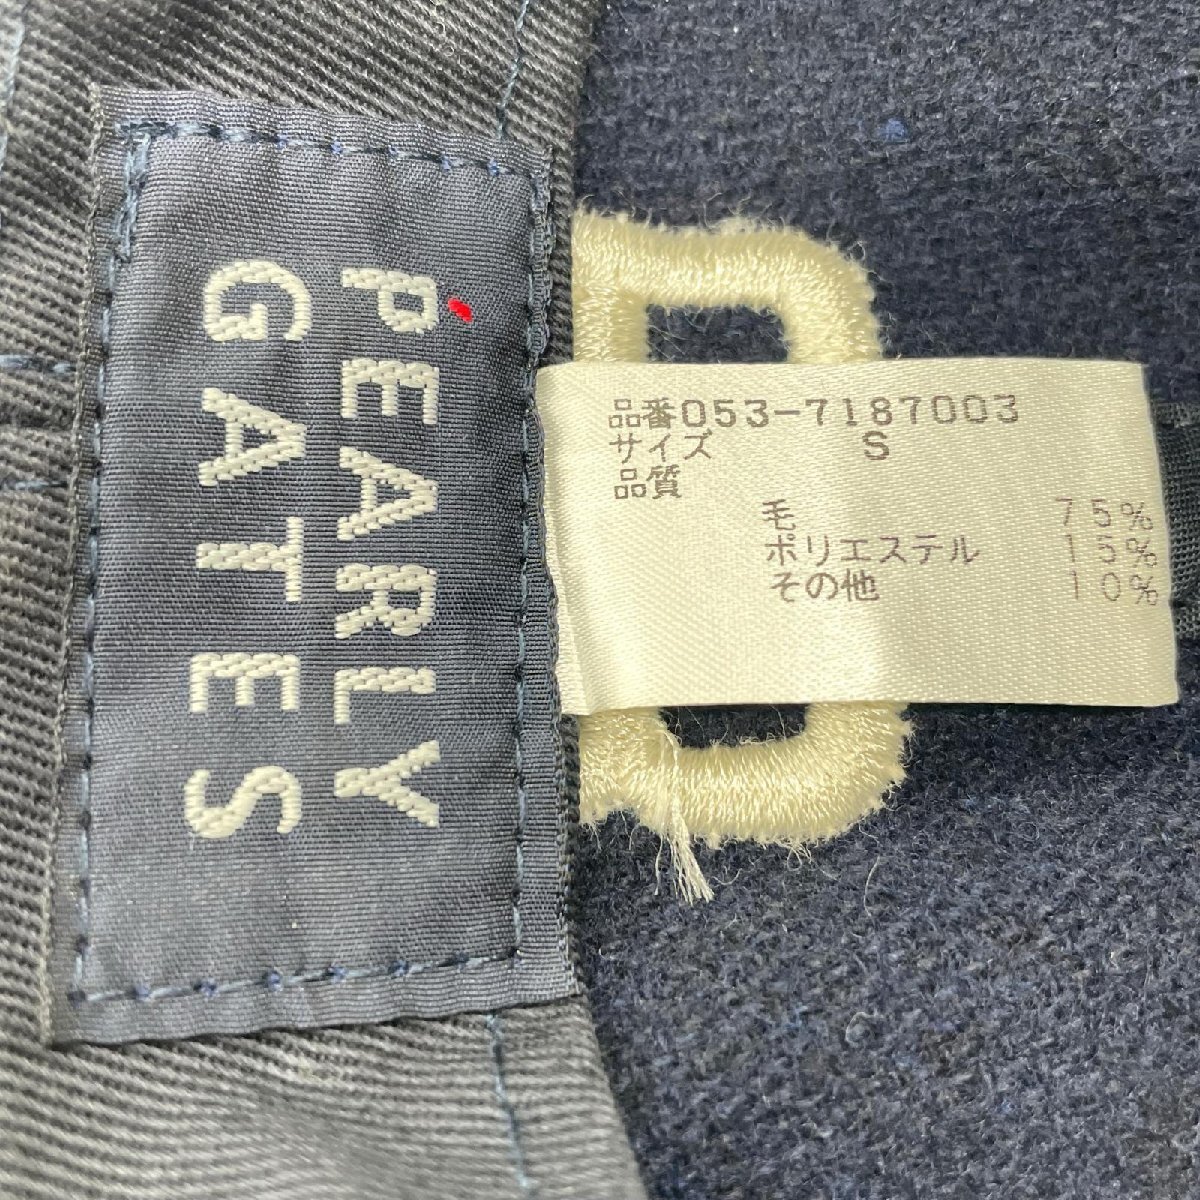 PEARLY
GATES
品番053-7187003
サイズ S
品質
毛 75%
ポリエステル 15%
その他 10%